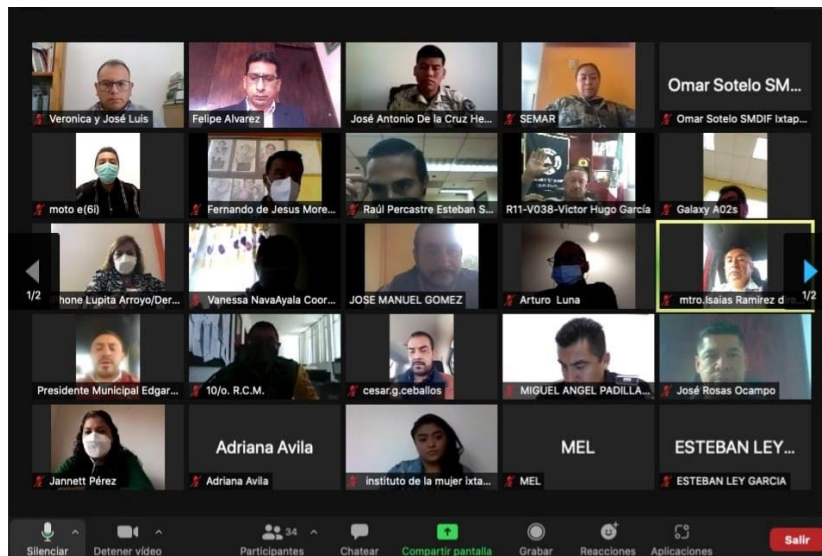 Veronica y José Luis
Felipe Alvarez
José Antonio De la Cruz He...
SEMAR
Omar Sotelo SM...
Omar Sotelo SMDIF Ixtap...
moto e(6i)
Fernando de Jesus More...
Raúl Percastre Esteban S...
R11-V038-Victor Hugo García
Galaxy A02s
1/2
Phone Lupita Arroyo/Der...
Vanessa NavaAyala Coor...
JOSE MANUEL GOMEZ
Arturo Luna
mtro.Isaias Ramirez dire...
1/2
Presidente Municipal Edgar...
10/o. R.C.M.
cesar.g.ceballos
MIGUEL ANGEL PADILLA...
José Rosas Ocampo
Jannett Pérez
Adriana Avila
Adriana Avila
instituto de la mujer ixta...
MEL
MEL
ESTEBAN LEY...
ESTEBAN LEY GARCIA
Silenciar
Detener vídeo
34
Participantes
Chatear
Compartir pantalla
Grabar
Reacciones
Aplicaciones
Salir